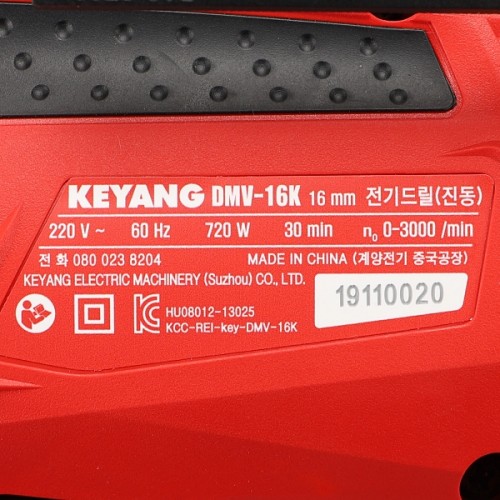 KEYANG DMV-16K 16 mm 전기드릴(진동)
220 V ~ 60 Hz 720 W 30 min n₀ 0-3000 /min
전 화 080 023 8204 MADE IN CHINA (계양전기 중국공장)
KEYANG ELECTRIC MACHINERY (Suzhou) CO., LTD.
19110020
HU08012-13025
KCC-REI-key-DMV-16K